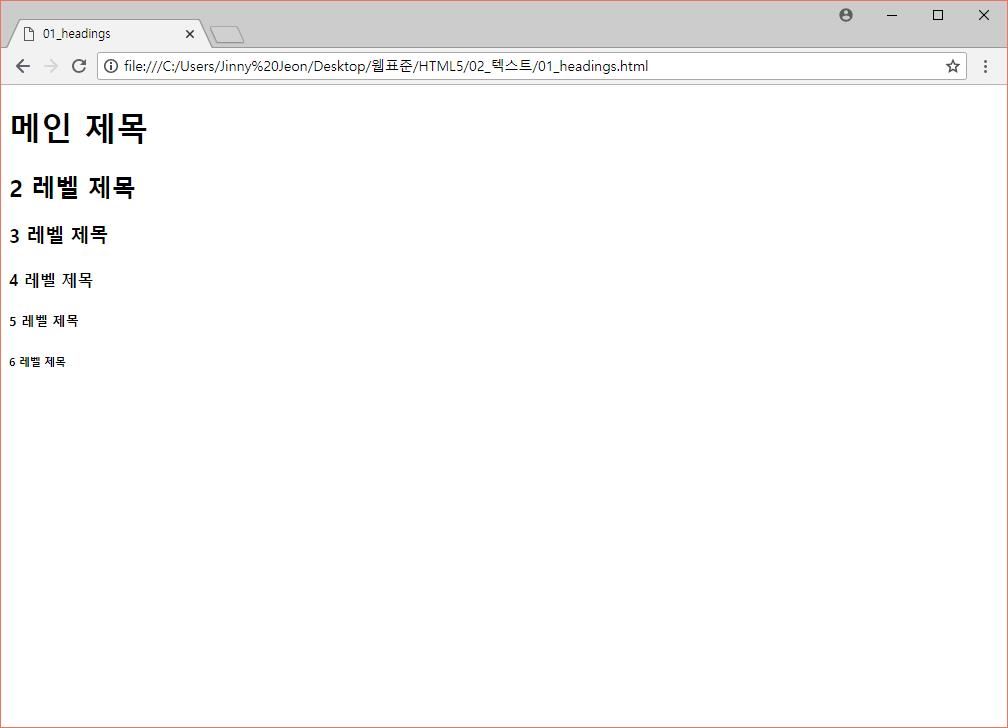 01_headings
file:///C:/Users/Jinny%20Jeon/Desktop/웹표준/HTML5/02_텍스트/01_headings.html
메인 제목
2 레벨 제목
3 레벨 제목
4 레벨 제목
5 레벨 제목
6 레벨 제목